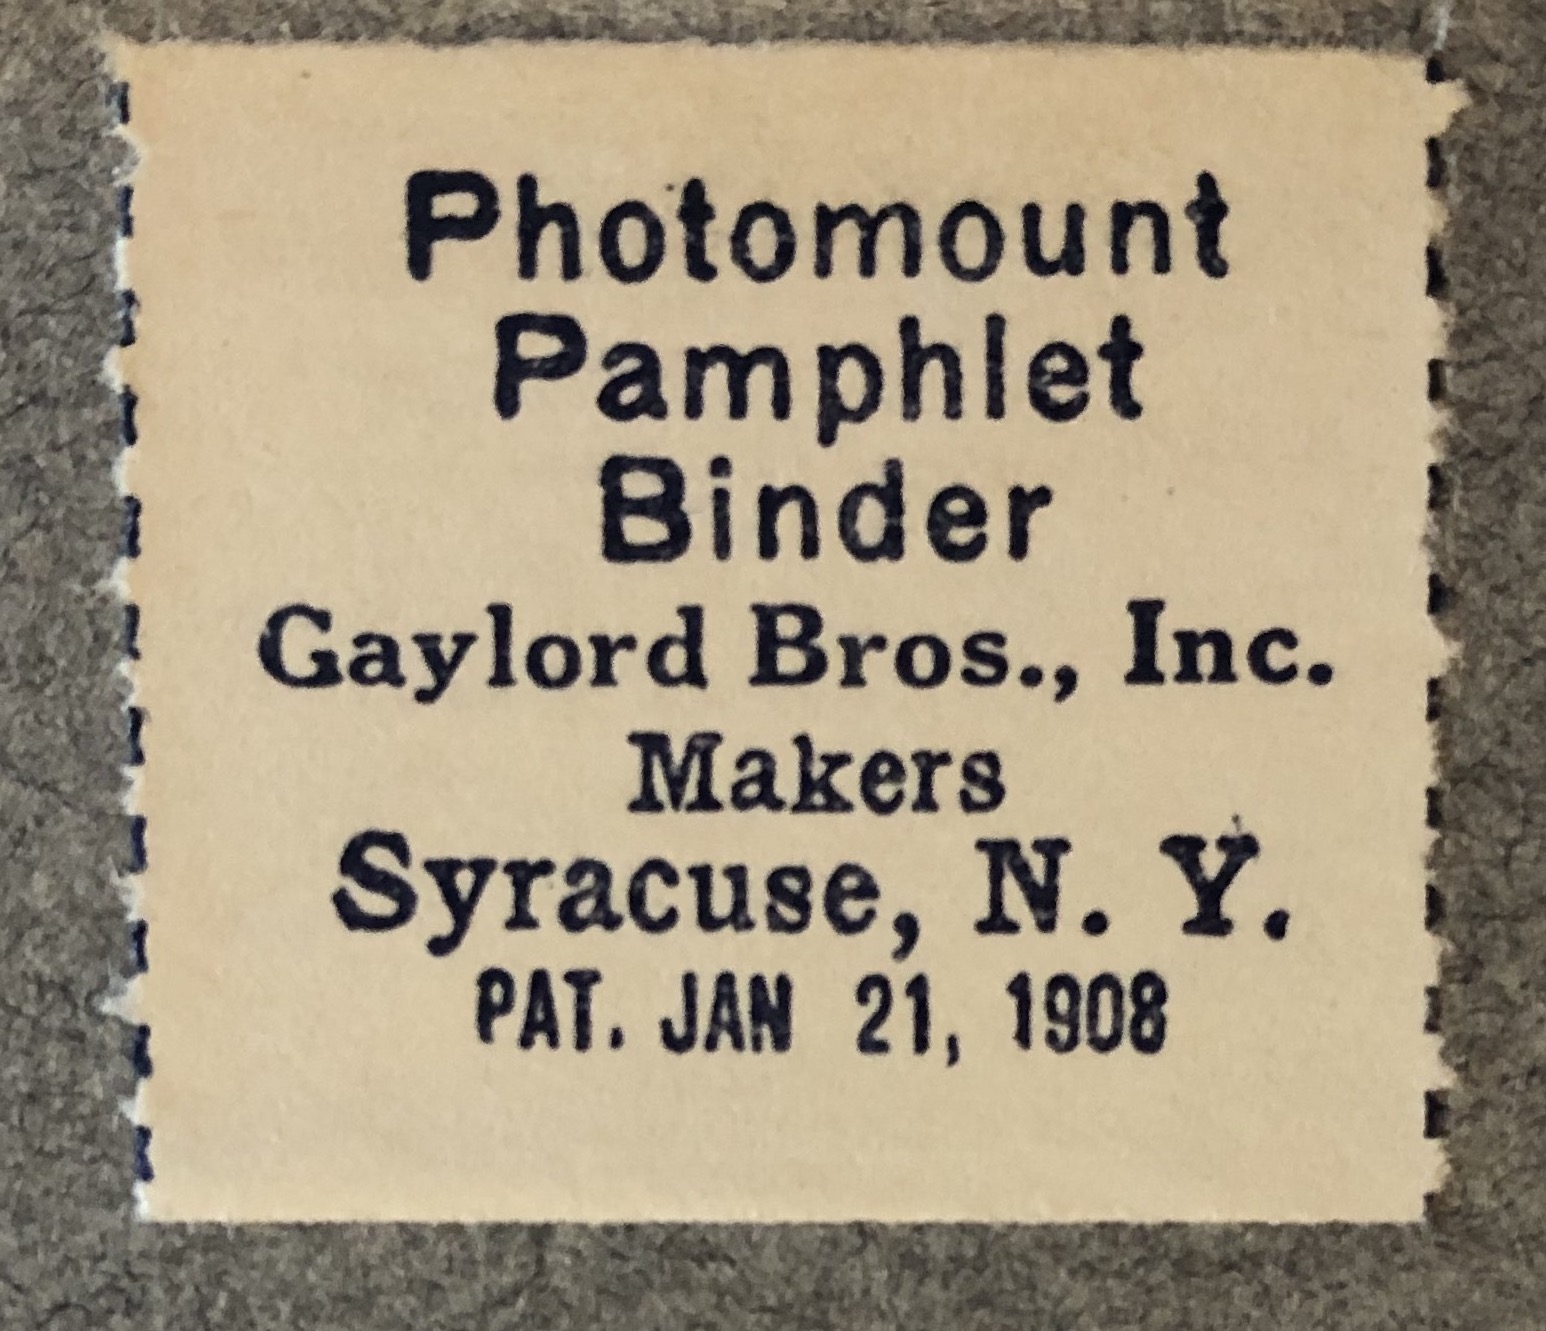 Photomount
Pamphlet
Binder
Gaylord Bros., Inc.
Makers
Syracuse, N. Y.
PAT. JAN 21, 1908